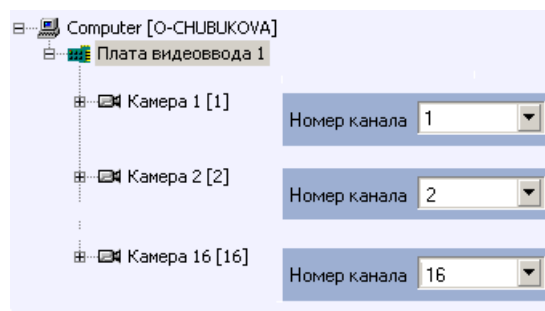 Computer [O-CHUBUKOVA]
Плата видеоввода 1
Камера 1 [1]
Номер канала 1
Камера 2 [2]
Номер канала 2
Камера 16 [16]
Номер канала 16